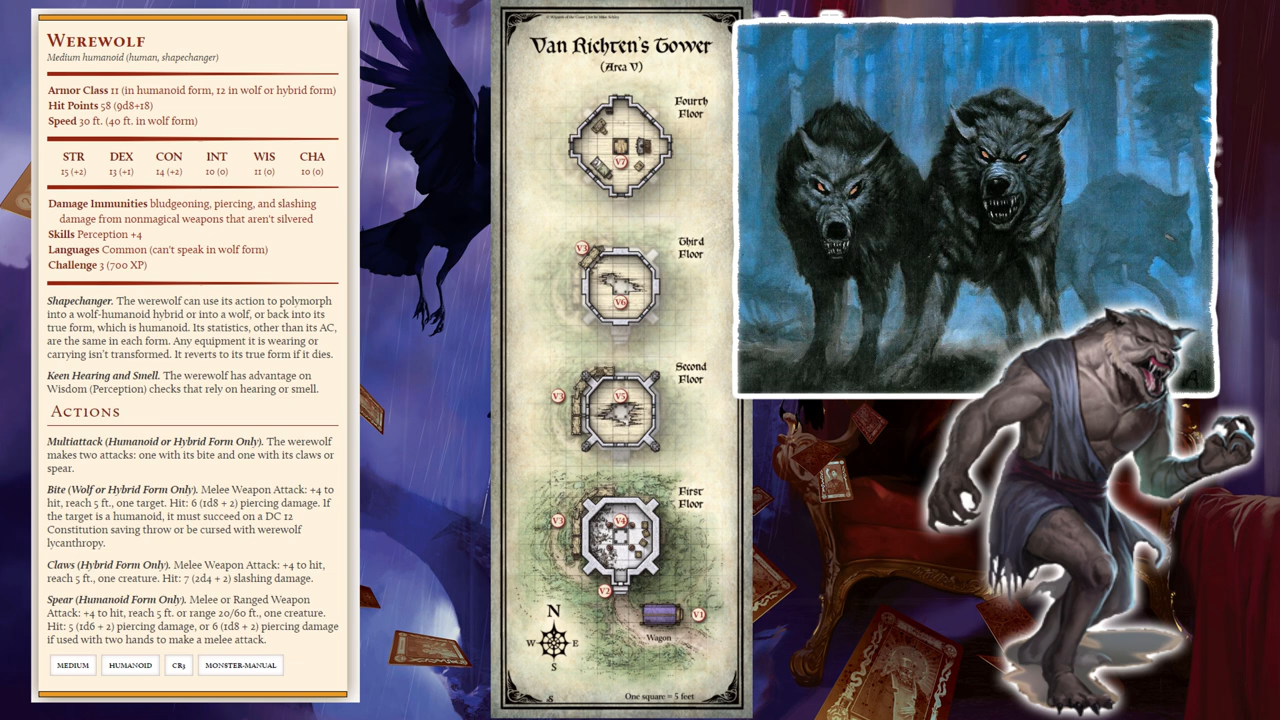 WEREWOLF
Medium humanoid (human, shapechanger)
Armor Class 11 (in humanoid form, 12 in wolf or hybrid form)
Hit Points 58 (9d8+18)
Speed 30 ft. (40 ft. in wolf form)
STR DEX CON INT WIS CHA
15 (+2) 13 (+1) 14 (+2) 10 (0) 11 (0) 10 (0)
Damage Immunities bludgeoning, piercing, and slashing
damage from nonmagical weapons that aren't silvered
Skills Perception +4
Languages Common (can't speak in wolf form)
Challenge 3 (700 XP)
Shapechanger. The werewolf can use its action to polymorph
into a wolf-humanoid hybrid or into a wolf, or back into its
true form, which is humanoid. Its statistics, other than its AC,
are the same in each form. Any equipment it is wearing or
carrying isn't transformed. It reverts to its true form if it dies.
Keen Hearing and Smell. The werewolf has advantage on
Wisdom (Perception) checks that rely on hearing or smell.
ACTIONS
Multiattack (Humanoid or Hybrid Form Only). The werewolf
makes two attacks: one with its bite and one with its claws or
spear.
Bite (Wolf or Hybrid Form Only). Melee Weapon Attack: +4 to
hit, reach 5 ft., one target. Hit: 6 (1d8 + 2) piercing damage. If
the target is a humanoid, it must succeed on a DC 12
Constitution saving throw or be cursed with werewolf
lycanthropy.
Claws (Hybrid Form Only). Melee Weapon Attack: +4 to hit,
reach 5 ft., one creature. Hit: 7 (2d4 + 2) slashing damage.
Spear (Humanoid Form Only). Melee or Ranged Weapon
Attack: +4 to hit, reach 5 ft. or range 20/60 ft., one creature.
Hit: 5 (1d6 + 2) piercing damage, or 6 (1d8 + 2) piercing damage
if used with two hands to make a melee attack.
MEDIUM HUMANOID CR3 MONSTER-MANUAL
Van Richten's Tower
(Area V)
Fourth
Floor
V7
Third
Floor
V3
V6
Second
Floor
V3
V5
First
Floor
V3
V4
V2
V1
Wagon
N
W E
S
One square = 5 feet